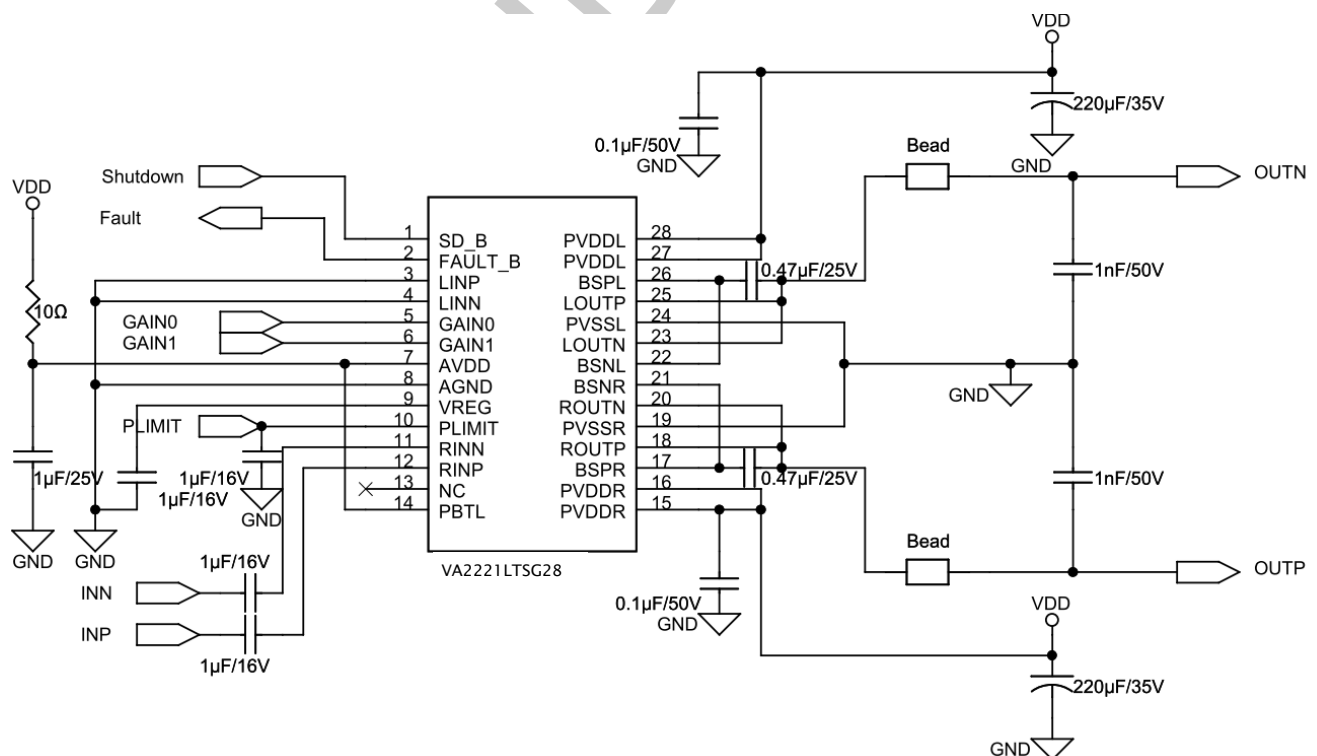 VDD
220µF/35V
0.1µF/50V
GND
GND
Bead
OUTN
Shutdown
Fault
VDD
10Ω
GAIN0
GAIN1
PLIMIT
1 SD_B PVDDL 28
2 FAULT_B PVDDL 27
3 LINP BSPL 26
4 LINN LOUTP 25
5 GAIN0 PVSSL 24
6 GAIN1 LOUTN 23
7 AVDD BSNL 22
8 AGND BSNR 21
9 VREG ROUTN 20
10 PLIMIT PVSSR 19
11 RINN ROUTP 18
12 RINP BSPR 17
13 NC PVDDR 16
14 PBTL PVDDR 15
VA2221LTSG28
0.47µF/25V
1nF/50V
GND
0.47µF/25V
1nF/50V
1µF/25V
1µF/16V
1µF/16V
GND
GND
GND
1µF/16V
INN
INP
1µF/16V
Bead
OUTP
0.1µF/50V
GND
VDD
220µF/35V
GND